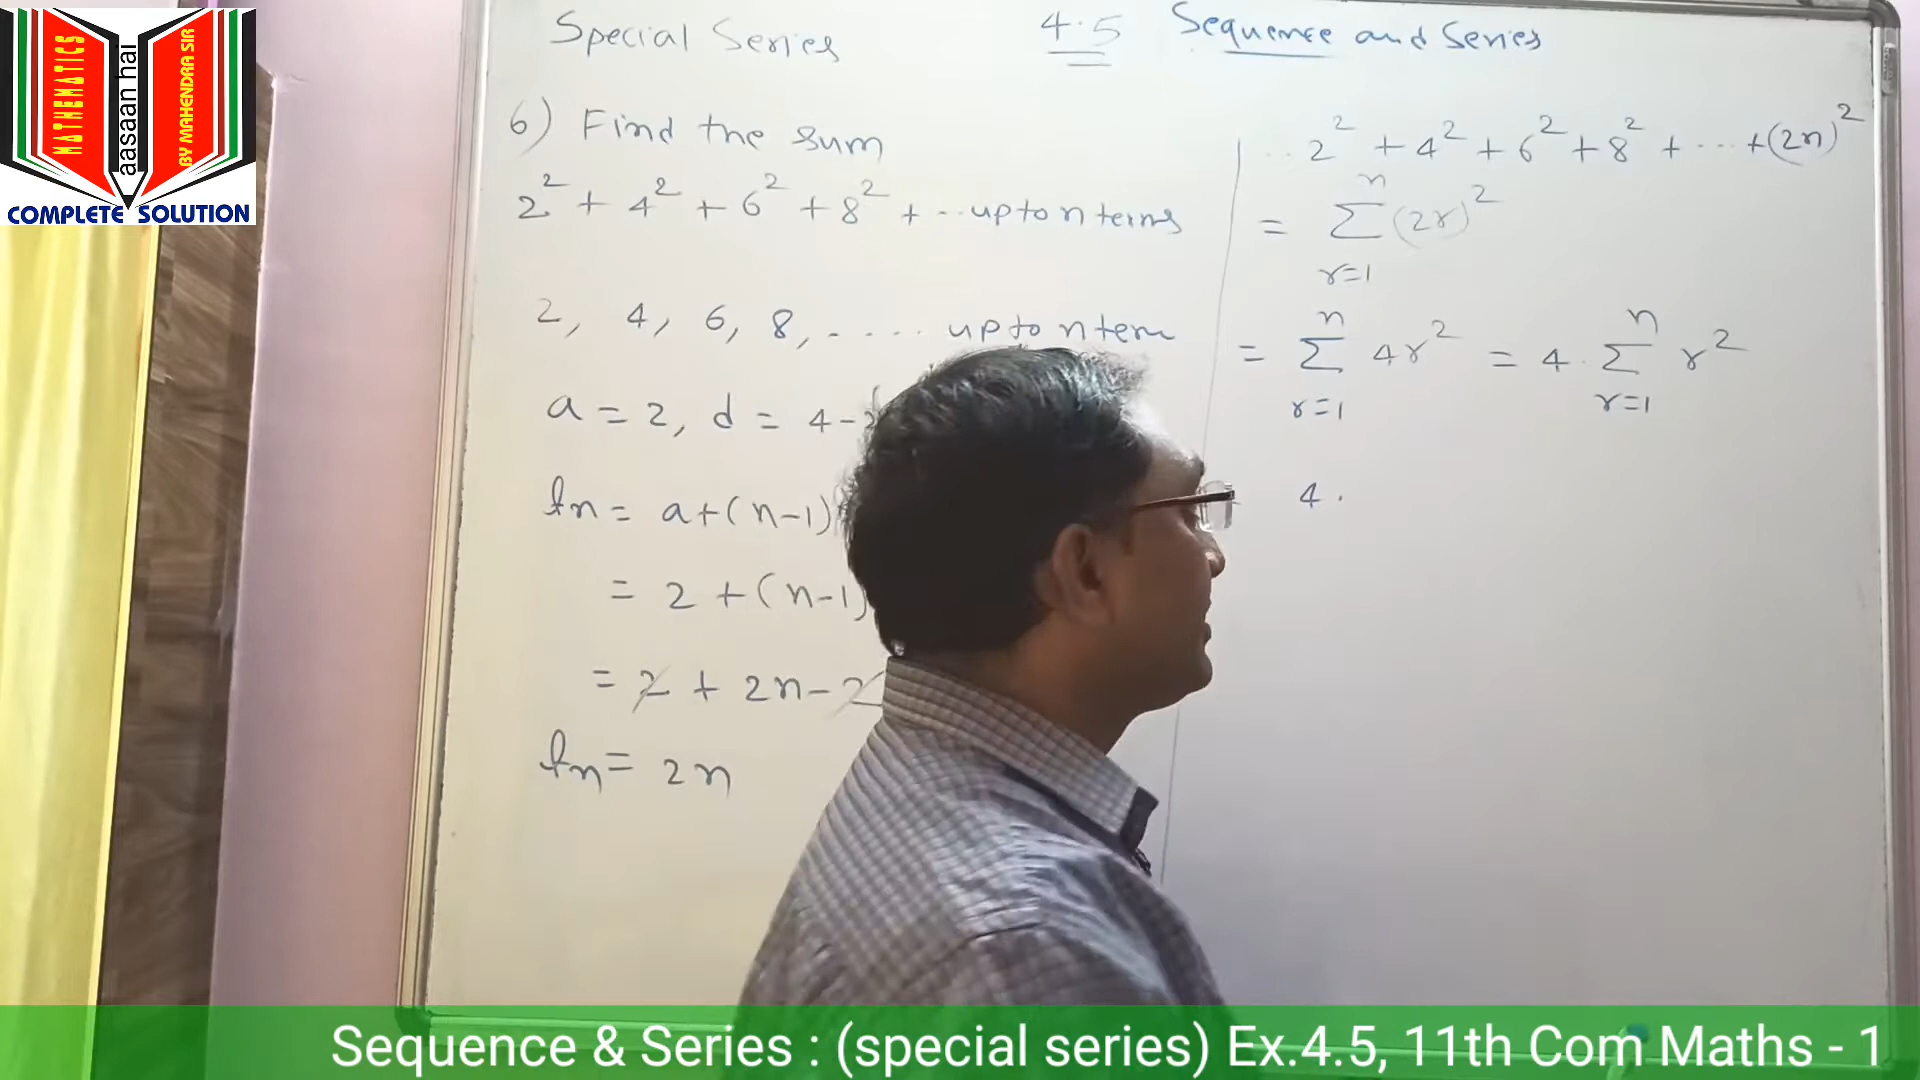 MATHEMATICS
aasaan hai
BY MAHENDRA SIR
COMPLETE SOLUTION
Special Series
4.5 Sequence and Series
6) Find the sum
2² + 4² + 6² + 8² + .. upto n terms
2, 4, 6, 8, ..... upto n term
a = 2, d = 4-
tn = a+(n-1)
= 2 + (n-1)
= 2 + 2n - 2
tn = 2n
.. 2² + 4² + 6² + 8² + ... + (2n)²
= n Σ r=1 (2r)²
= n Σ r=1 4r² = 4 . n Σ r=1 r²
4 .
Sequence & Series : (special series) Ex.4.5, 11th Com Maths - 1